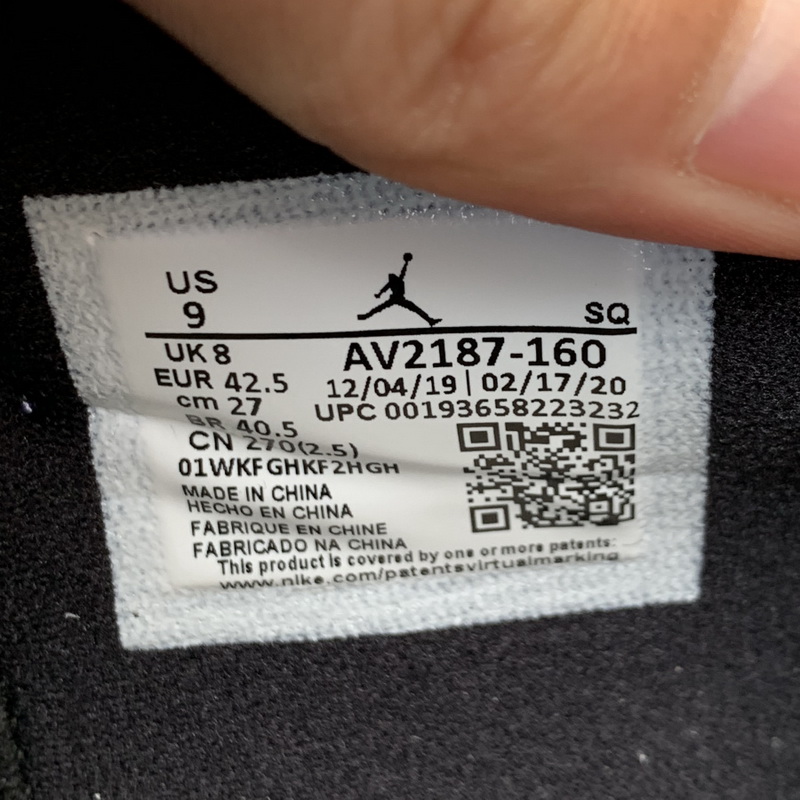 US
9
SQ
UK 8
AV2187-160
EUR 42.5
12/04/19 | 02/17/20
cm 27
UPC 00193658223232
BR 40.5
CN 270(2.5)
01WKFGHKF2HGH
MADE IN CHINA
HECHO EN CHINA
FABRIQUE EN CHINE
FABRICADO NA CHINA
This product is covered by one or more patents:
www.nike.com/patentsvirtualmarking